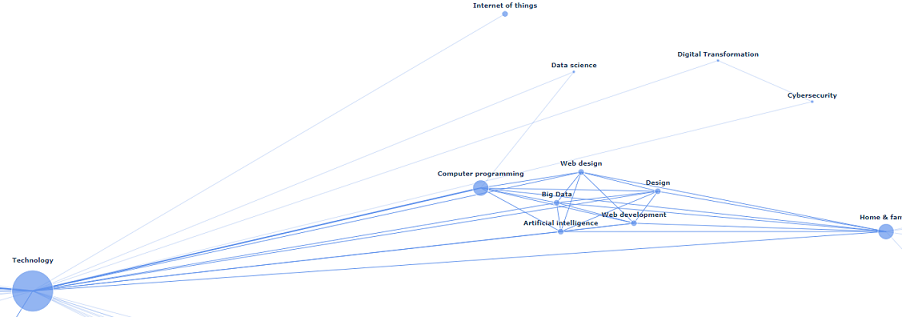 Internet of things
Digital Transformation
Data science
Cybersecurity
Web design
Computer programming
Design
Big Data
Web development
Artificial intelligence
Home & fam
Technology